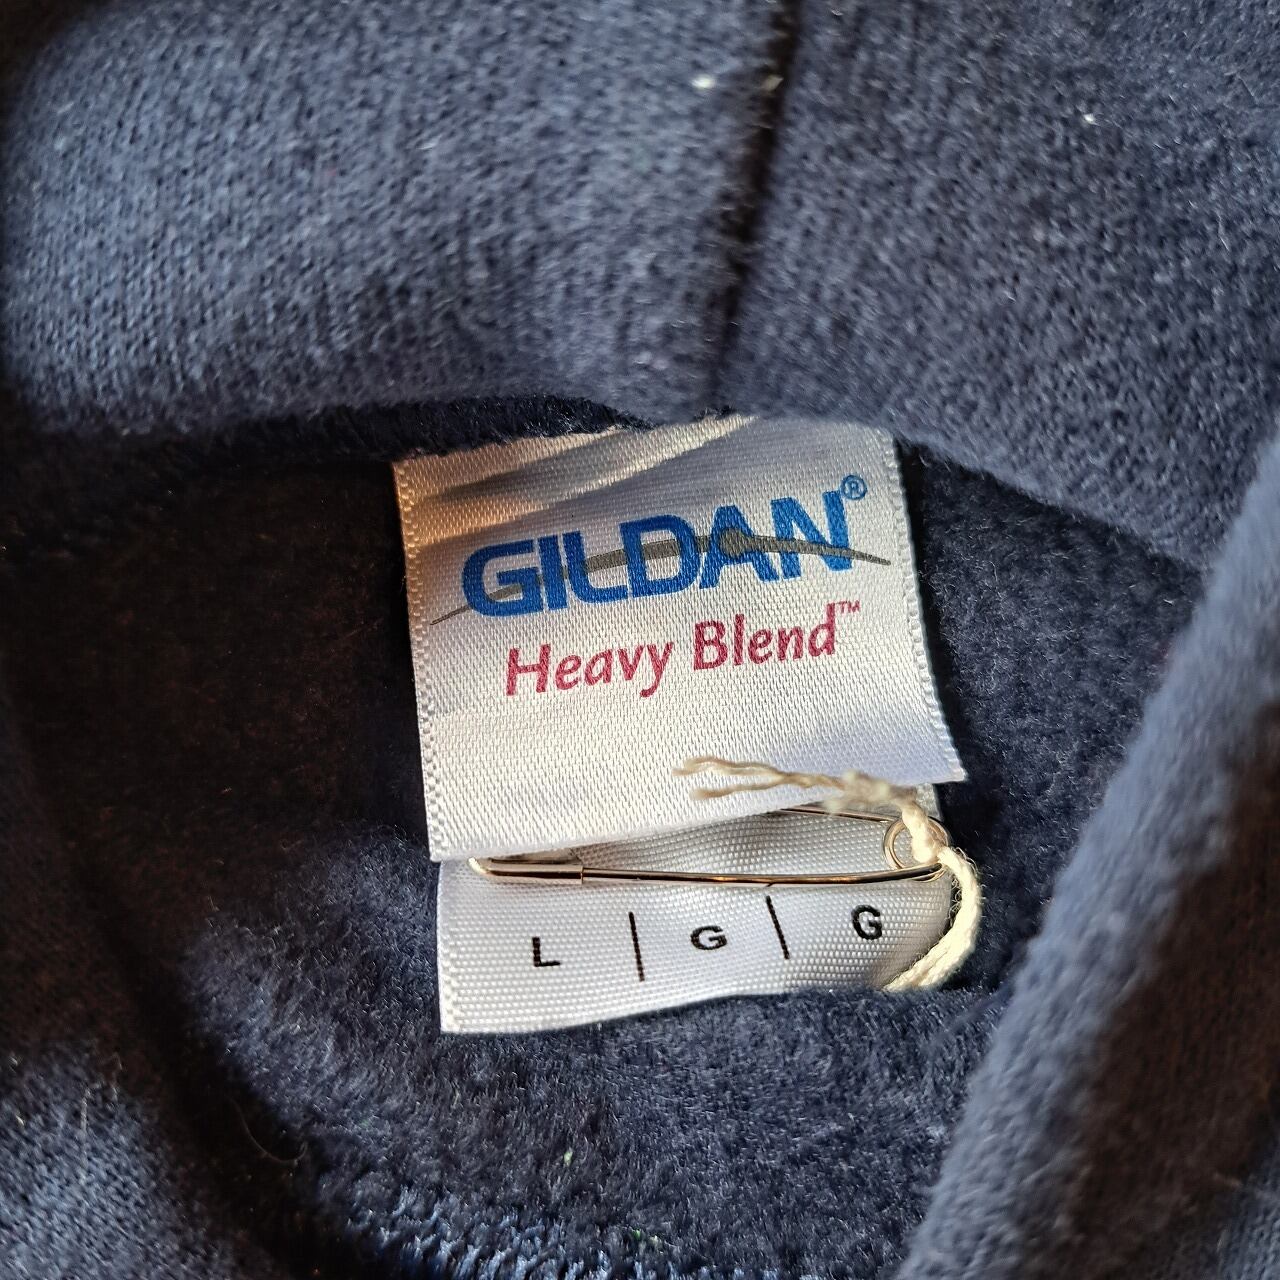 GILDAN®
Heavy Blend™
L | G | G